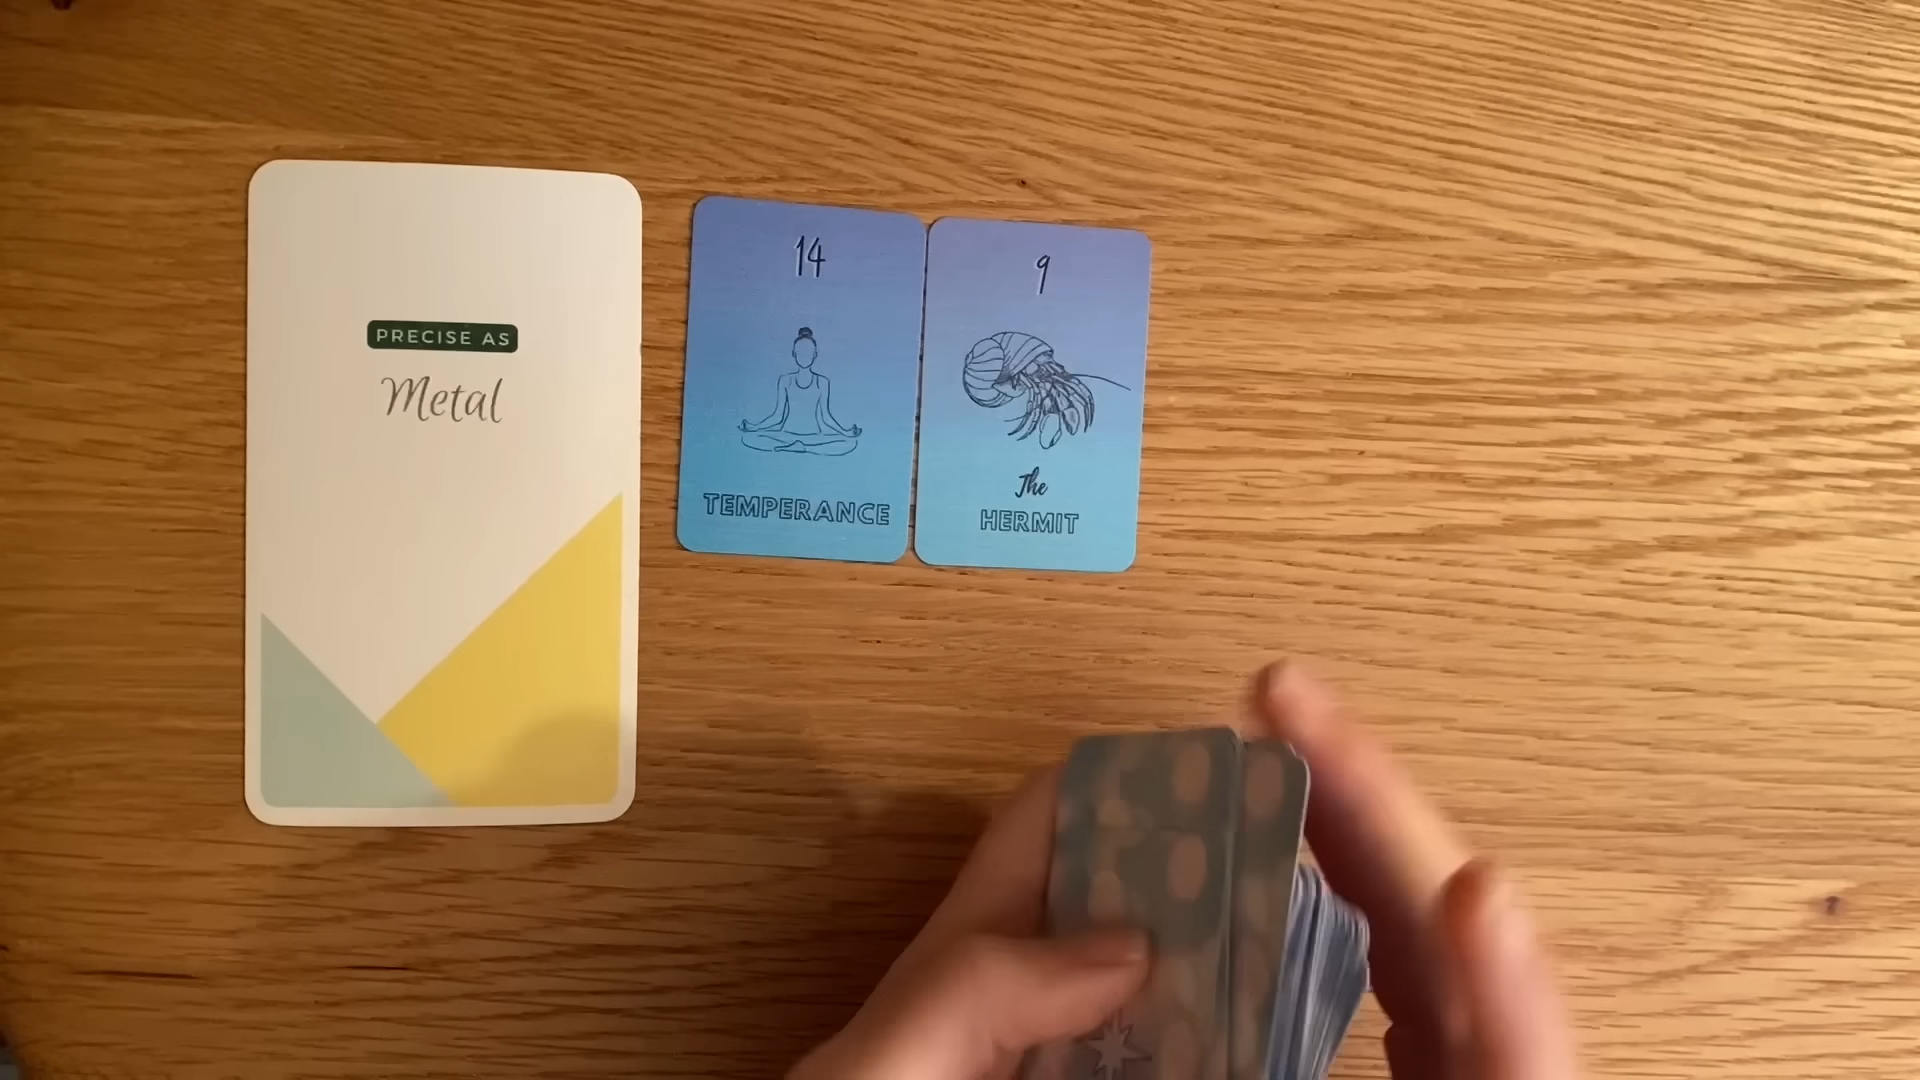 PRECISE AS
Metal
14
TEMPERANCE
9
The
HERMIT